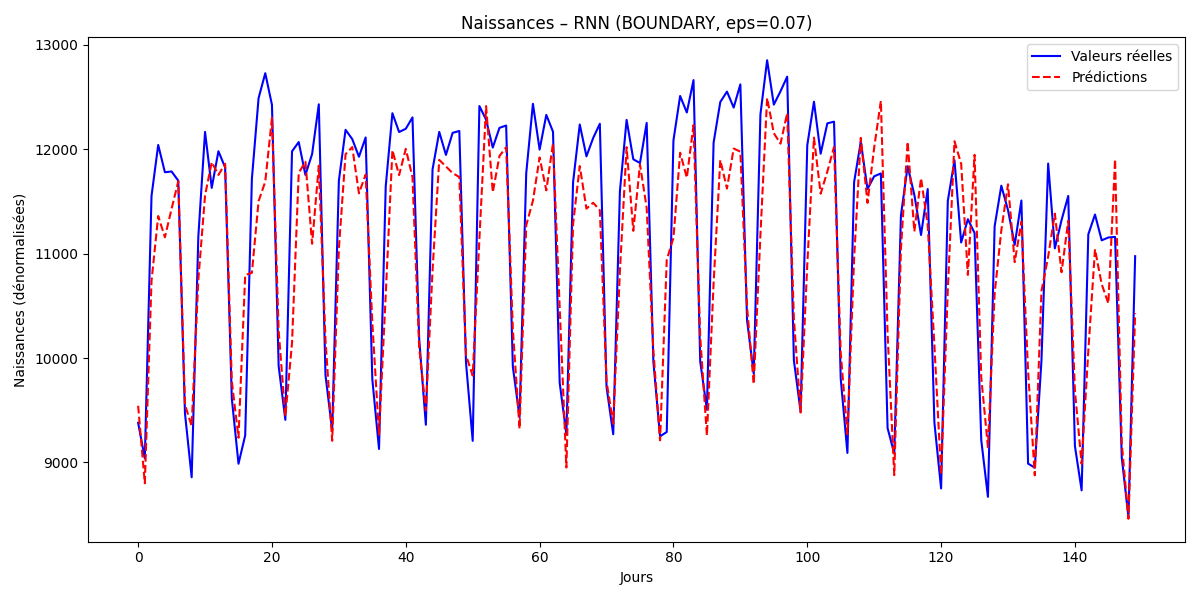 Naissances – RNN (BOUNDARY, eps=0.07)
Valeurs réelles
Prédictions
Naissances (dénormalisées)
13000
12000
11000
10000
9000
0 20 40 60 80 100 120 140
Jours